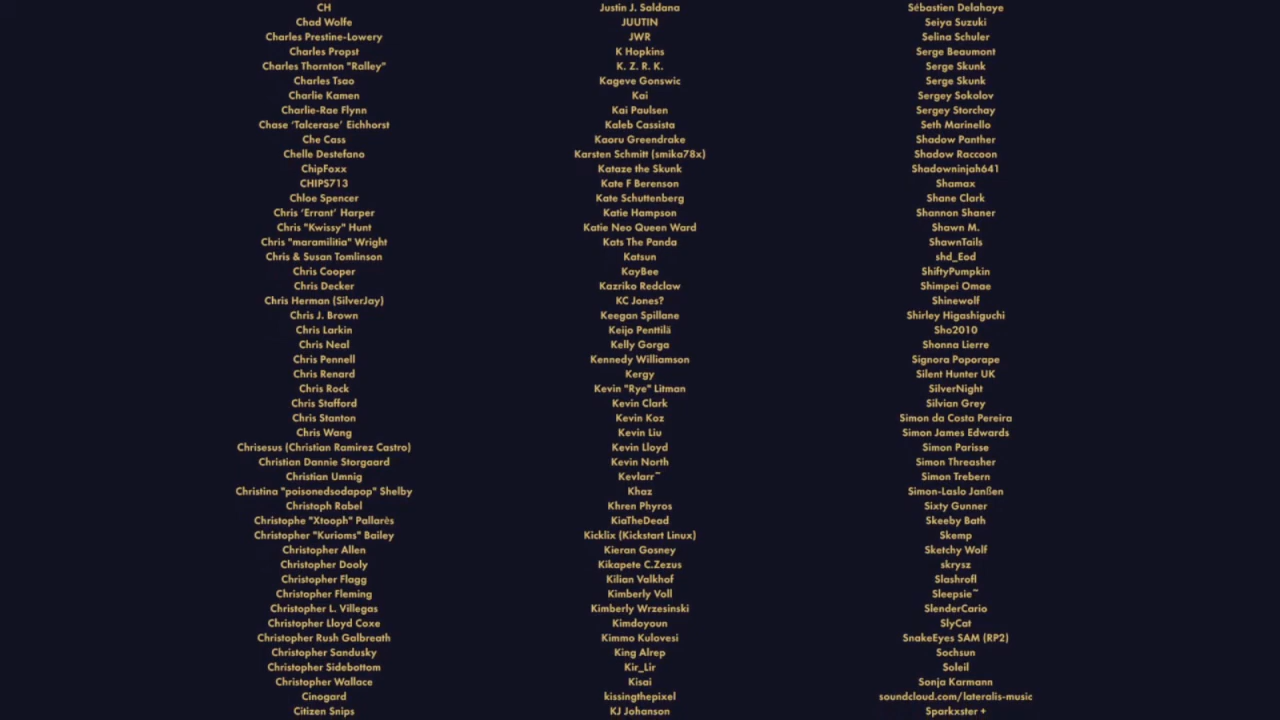 CH
Chad Wolfe
Charles Prestine-Lowery
Charles Propst
Charles Thornton "Ralley"
Charles Tsao
Charlie Kamen
Charlie-Rae Flynn
Chase ‘Talcerase’ Eichhorst
Che Cass
Chelle Destefano
ChipFoxx
CHIPS713
Chloe Spencer
Chris ‘Errant’ Harper
Chris "Kwissy" Hunt
Chris "maramilitia" Wright
Chris & Susan Tomlinson
Chris Cooper
Chris Decker
Chris Herman (SilverJay)
Chris J. Brown
Chris Larkin
Chris Neal
Chris Pennell
Chris Renard
Chris Rock
Chris Stafford
Chris Stanton
Chris Wang
Chrisesus (Christian Ramirez Castro)
Christian Dannie Storgaard
Christian Umnig
Christina "poisonedsodapop" Shelby
Christoph Rabel
Christophe "Xtooph" Pallarès
Christopher "Kurioms" Bailey
Christopher Allen
Christopher Dooly
Christopher Flagg
Christopher Fleming
Christopher L. Villegas
Christopher Lloyd Coxe
Christopher Rush Galbreath
Christopher Sandusky
Christopher Sidebottom
Christopher Wallace
Cinogard
Citizen Snips
Justin J. Saldana
JUUTIN
JWR
K Hopkins
K. Z. R. K.
Kageve Gonswic
Kai
Kai Paulsen
Kaleb Cassista
Kaoru Greendrake
Karsten Schmitt (smika78x)
Kataze the Skunk
Kate F Berenson
Kate Schuttenberg
Katie Hampson
Katie Neo Queen Ward
Kats The Panda
Katsun
KayBee
Kazriko Redclaw
KC Jones?
Keegan Spillane
Keijo Penttilä
Kelly Gorga
Kennedy Williamson
Kergy
Kevin "Rye" Litman
Kevin Clark
Kevin Koz
Kevin Liu
Kevin Lloyd
Kevin North
Kevlarr™
Khaz
Khren Phyros
KiaTheDead
Kicklix (Kickstart Linux)
Kieran Gosney
Kikapete C.Zezus
Kilian Valkhof
Kimberly Voll
Kimberly Wrzesinski
Kimdoyoun
Kimmo Kulovesi
King Alrep
Kir_Lir
Kisai
kissingthepixel
KJ Johanson
Sébastien Delahaye
Seiya Suzuki
Selina Schuler
Serge Beaumont
Serge Skunk
Serge Skunk
Sergey Sokolov
Sergey Storchay
Seth Marinello
Shadow Panther
Shadow Raccoon
Shadowninjah641
Shamax
Shane Clark
Shannon Shaner
Shawn M.
ShawnTails
shd_Eod
ShiftyPumpkin
Shimpei Omae
Shinewolf
Shirley Higashiguchi
Sho2010
Shonna Lierre
Signora Poporape
Silent Hunter UK
SilverNight
Silvian Grey
Simon da Costa Pereira
Simon James Edwards
Simon Parisse
Simon Threasher
Simon Trebern
Simon-Laslo Janßen
Sixty Gunner
Skeeby Bath
Skemp
Sketchy Wolf
skrysz
Slashrofl
Sleepsie™
SlenderCario
SlyCat
SnakeEyes SAM (RP2)
Sochsun
Soleil
Sonja Karmann
soundcloud.com/lateralis-music
Sparkxster +